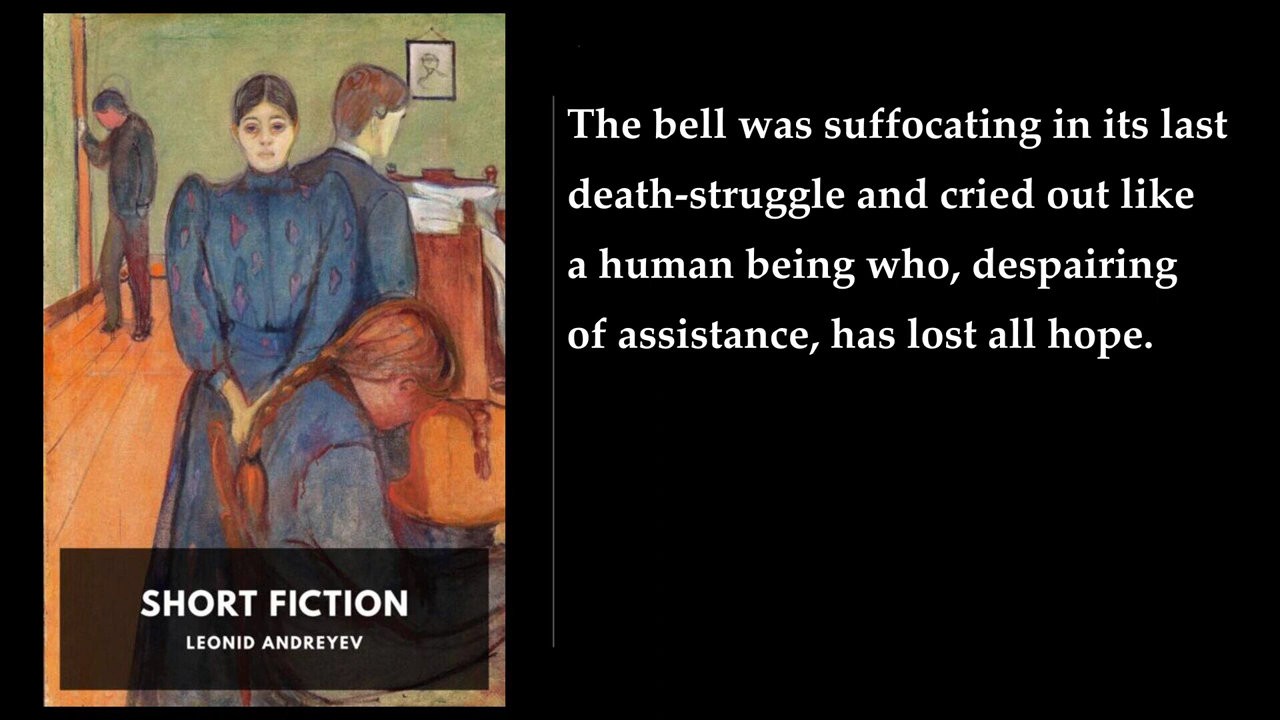 The bell was suffocating in its last
death-struggle and cried out like
a human being who, despairing
of assistance, has lost all hope.
SHORT FICTION
LEONID ANDREYEV